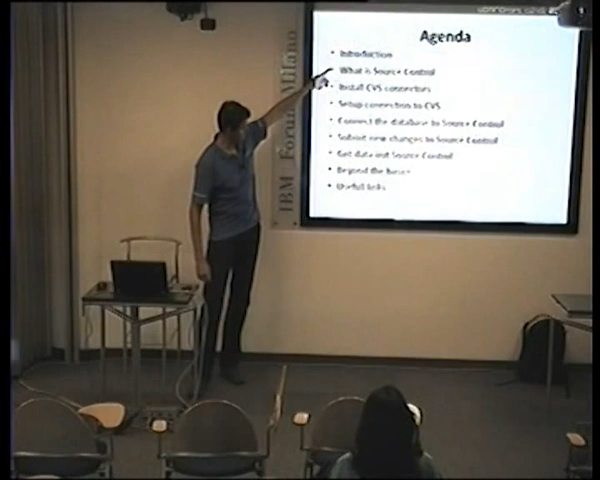 Agenda
• Introduction
• What is Source Control
• Install CVS connectors
• Setup connection to CVS
• Connect the database to Source Control
• Submit new changes to Source Control
• Get data out Source Control
• Beyond the basics
• Useful links
IBM Forum Milano